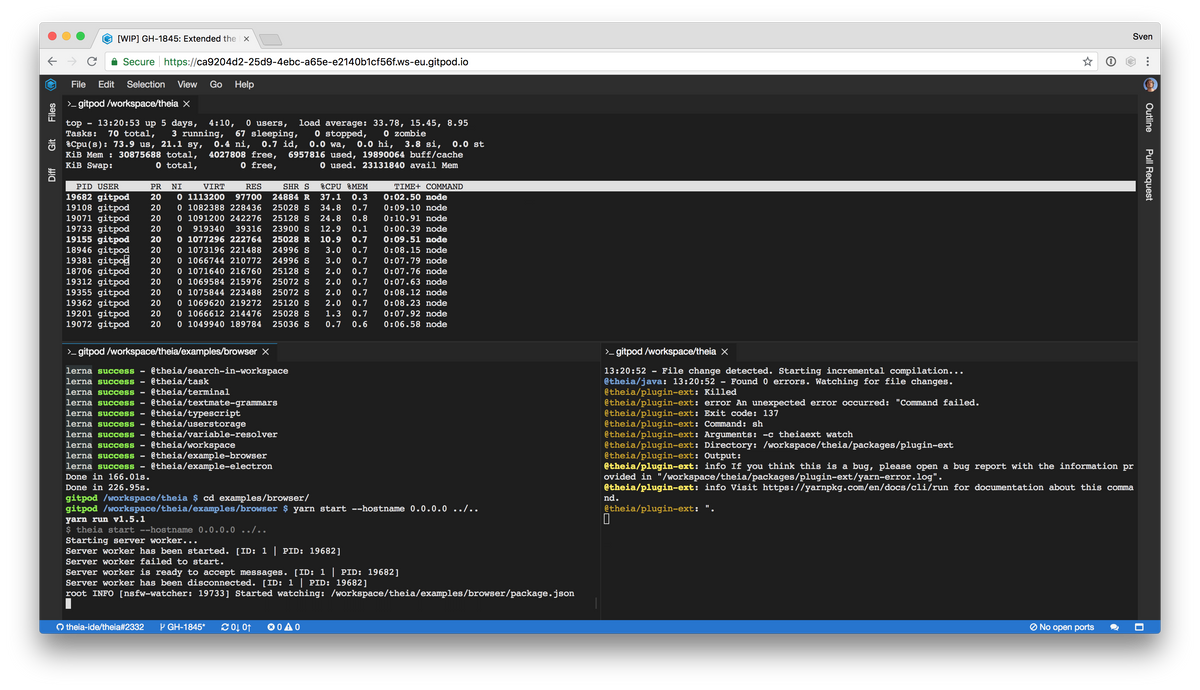 [WIP] GH-1845: Extended the
Sven
Secure https://ca9204d2-25d9-4ebc-a65e-e2140b1cf56f.ws-eu.gitpod.io
File Edit Selection View Go Help
Files
Git
Diff
Outline
Pull Request
>_ gitpod /workspace/theia
top - 13:20:53 up 5 days, 4:10, 0 users, load average: 33.78, 15.45, 8.95
Tasks: 70 total, 3 running, 67 sleeping, 0 stopped, 0 zombie
%Cpu(s): 73.9 us, 21.1 sy, 0.4 ni, 0.7 id, 0.0 wa, 0.0 hi, 3.8 si, 0.0 st
KiB Mem : 30875688 total, 4027808 free, 6957816 used, 19890064 buff/cache
KiB Swap: 0 total, 0 free, 0 used. 23131840 avail Mem
PID USER PR NI VIRT RES SHR S %CPU %MEM TIME+ COMMAND
19682 gitpod 20 0 1113200 97700 24884 R 37.1 0.3 0:02.50 node
19108 gitpod 20 0 1082388 228436 25028 S 34.8 0.7 0:09.10 node
19071 gitpod 20 0 1091200 242276 25128 S 24.8 0.8 0:10.91 node
19733 gitpod 20 0 919340 39316 23900 S 12.9 0.1 0:00.39 node
19155 gitpod 20 0 1077296 222764 25028 R 10.9 0.7 0:09.51 node
18946 gitpod 20 0 1073196 221488 24996 S 3.0 0.7 0:08.15 node
19381 gitpod 20 0 1066744 210772 24996 S 3.0 0.7 0:07.79 node
18706 gitpod 20 0 1071640 216760 25128 S 2.0 0.7 0:07.76 node
19312 gitpod 20 0 1069584 215976 25072 S 2.0 0.7 0:07.63 node
19355 gitpod 20 0 1075844 223488 25072 S 2.0 0.7 0:08.12 node
19362 gitpod 20 0 1069620 219272 25120 S 2.0 0.7 0:08.23 node
19201 gitpod 20 0 1066612 214476 25028 S 1.3 0.7 0:07.92 node
19072 gitpod 20 0 1049940 189784 25036 S 0.7 0.6 0:06.58 node
>_ gitpod /workspace/theia/examples/browser
lerna success - @theia/search-in-workspace
lerna success - @theia/task
lerna success - @theia/terminal
lerna success - @theia/textmate-grammars
lerna success - @theia/typescript
lerna success - @theia/userstorage
lerna success - @theia/variable-resolver
lerna success - @theia/workspace
lerna success - @theia/example-browser
lerna success - @theia/example-electron
Done in 166.01s.
Done in 226.95s.
gitpod /workspace/theia $ cd examples/browser/
gitpod /workspace/theia/examples/browser $ yarn start --hostname 0.0.0.0 ../..
yarn run v1.5.1
$ theia start --hostname 0.0.0.0 ../..
Starting server worker...
Server worker has been started. [ID: 1 | PID: 19682]
Server worker failed to start.
Server worker is ready to accept messages. [ID: 1 | PID: 19682]
Server worker has been disconnected. [ID: 1 | PID: 19682]
root INFO [nsfw-watcher: 19733] Started watching: /workspace/theia/examples/browser/package.json
>_ gitpod /workspace/theia
13:20:52 - File change detected. Starting incremental compilation...
@theia/java: 13:20:52 - Found 0 errors. Watching for file changes.
@theia/plugin-ext: Killed
@theia/plugin-ext: error An unexpected error occurred: "Command failed.
@theia/plugin-ext: Exit code: 137
@theia/plugin-ext: Command: sh
@theia/plugin-ext: Arguments: -c theiaext watch
@theia/plugin-ext: Directory: /workspace/theia/packages/plugin-ext
@theia/plugin-ext: Output:
@theia/plugin-ext: info If you think this is a bug, please open a bug report with the information pr
ovided in "/workspace/theia/packages/plugin-ext/yarn-error.log".
@theia/plugin-ext: info Visit https://yarnpkg.com/en/docs/cli/run for documentation about this comma
nd.
@theia/plugin-ext: ".
theia-ide/theia#2332 GH-1845* 0↓ 0↑ 0 0 No open ports